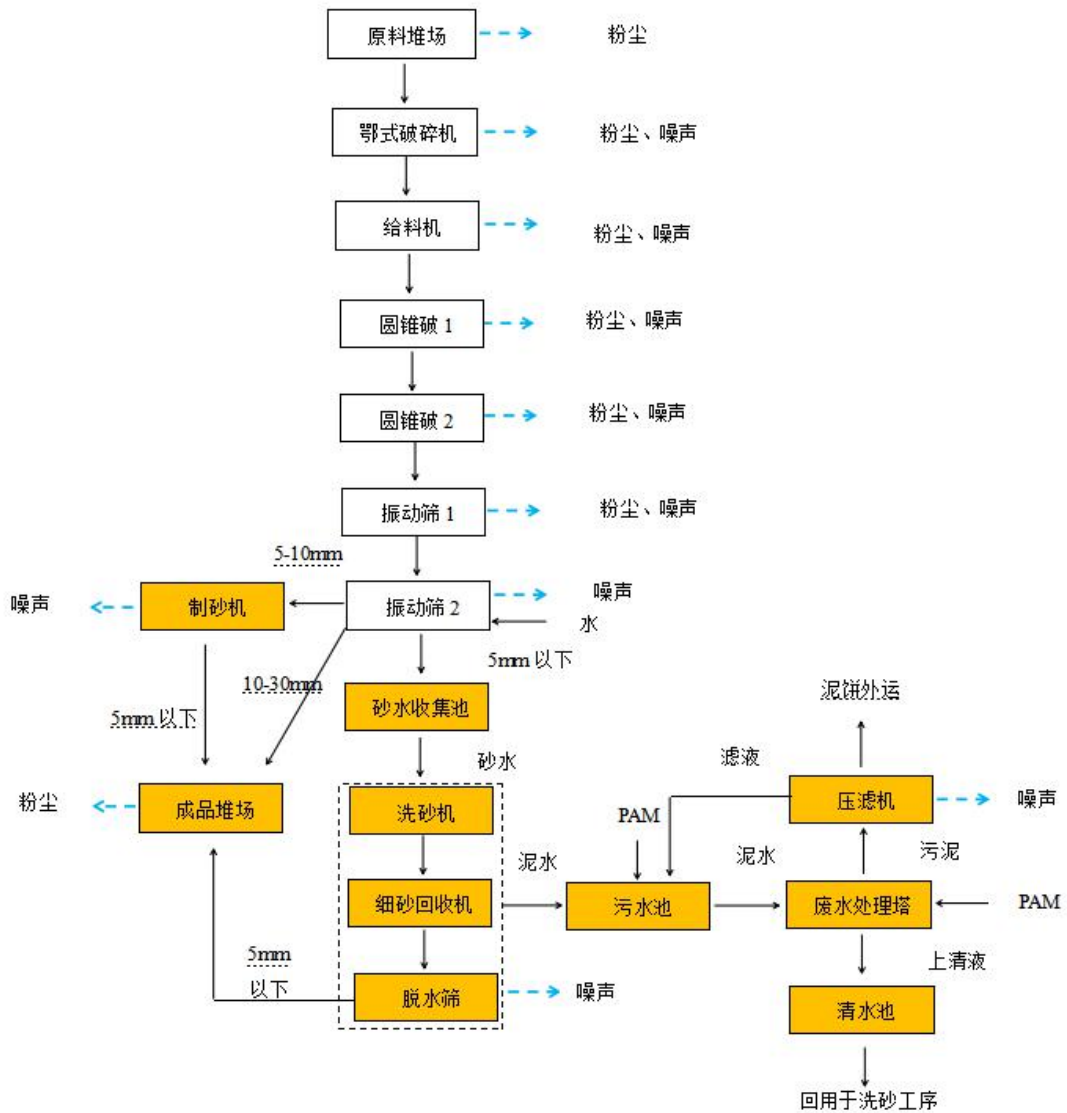 原料堆场
粉尘
鄂式破碎机
粉尘、噪声
给料机
粉尘、噪声
圆锥破 1
粉尘、噪声
圆锥破 2
粉尘、噪声
振动筛 1
粉尘、噪声
5-10mm
噪声
制砂机
振动筛 2
噪声
水
5mm 以下
10-30mm
砂水收集池
5mm 以下
砂水
泥饼外运
滤液
粉尘
成品堆场
洗砂机
PAM
压滤机
噪声
泥水
泥水
污泥
细砂回收机
污水池
废水处理塔
PAM
5mm
以下
上清液
脱水筛
噪声
清水池
回用于洗砂工序